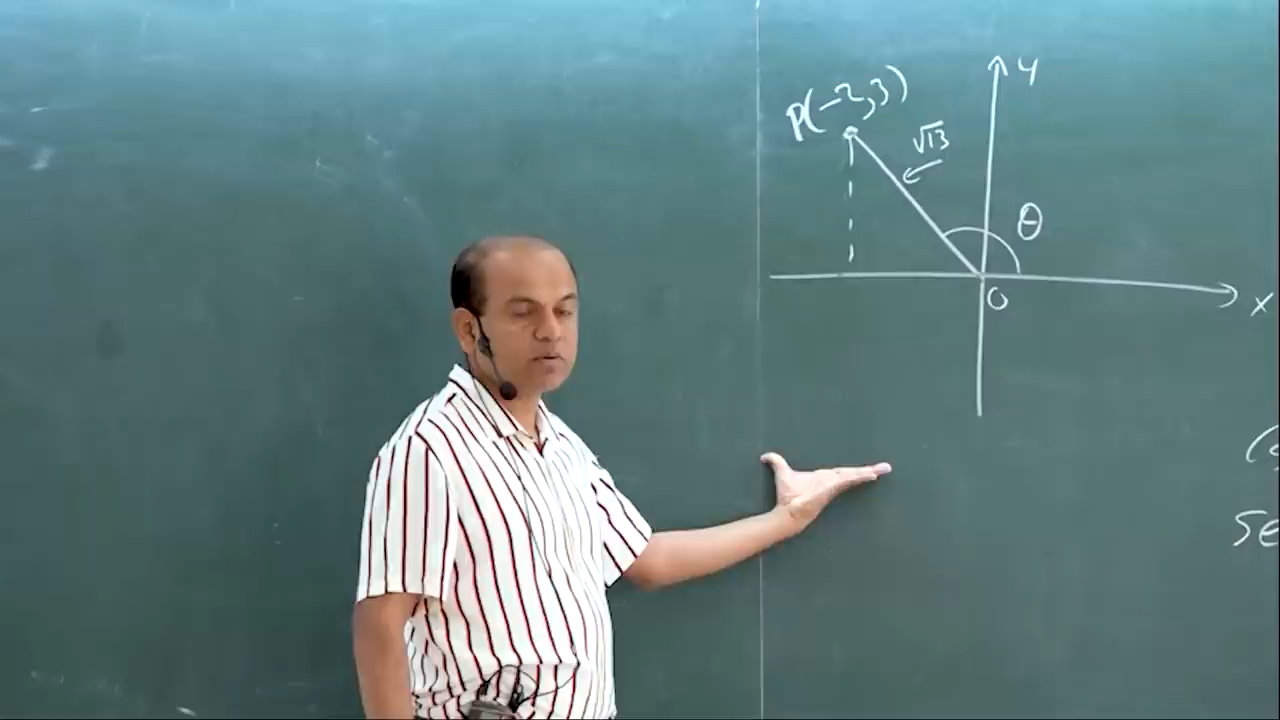 y
P(-2,3)
√13
θ
O
x
(
se